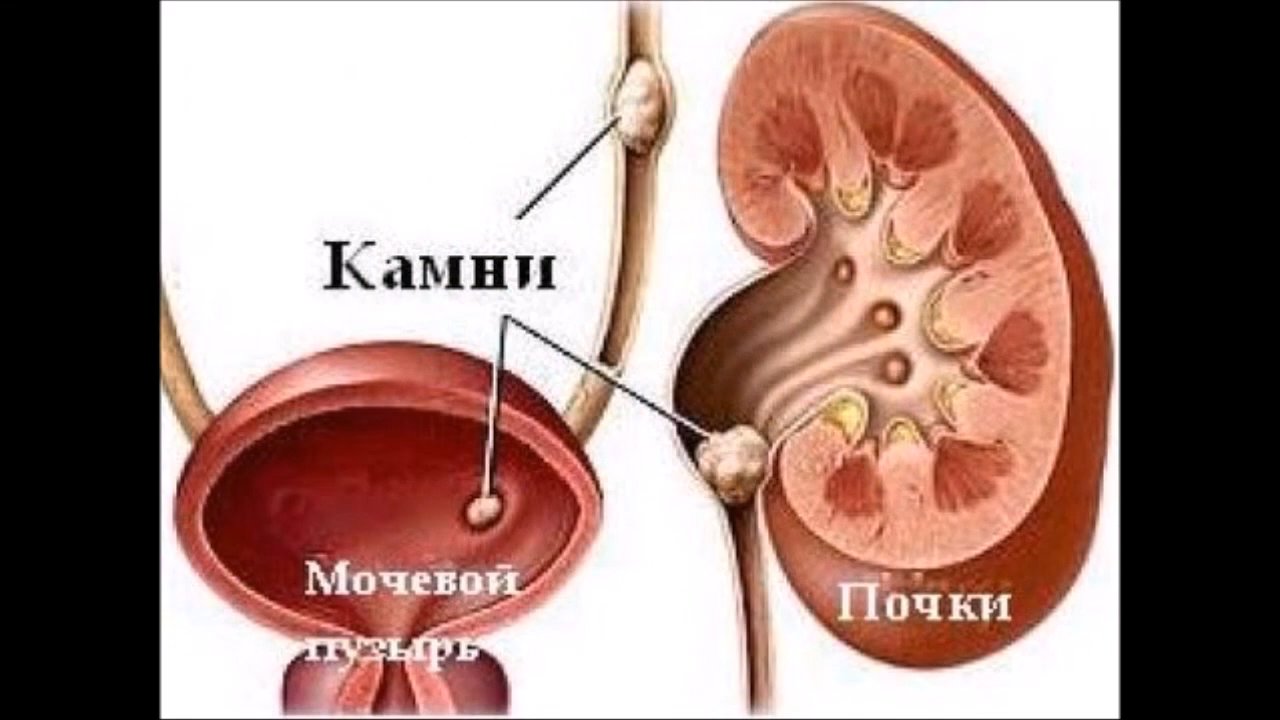 Камни
Мочевой
пузырь
Почки